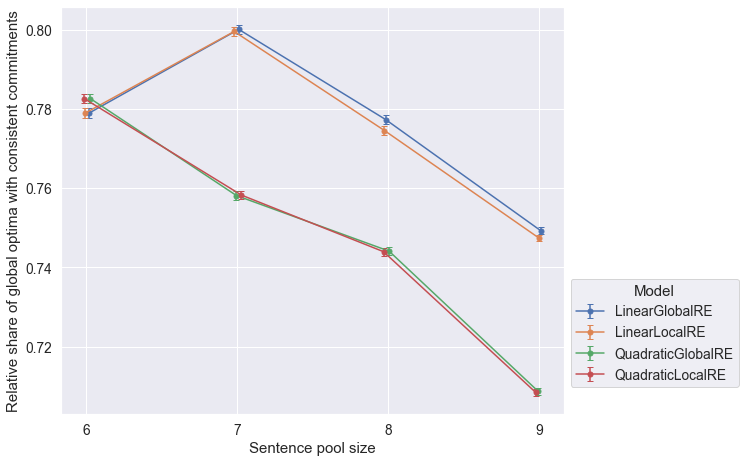 Relative share of global optima with consistent commitments
0.80
0.78
0.76
0.74
0.72
6 7 8 9
Sentence pool size
Model
LinearGlobalRE
LinearLocalRE
QuadraticGlobalRE
QuadraticLocalRE